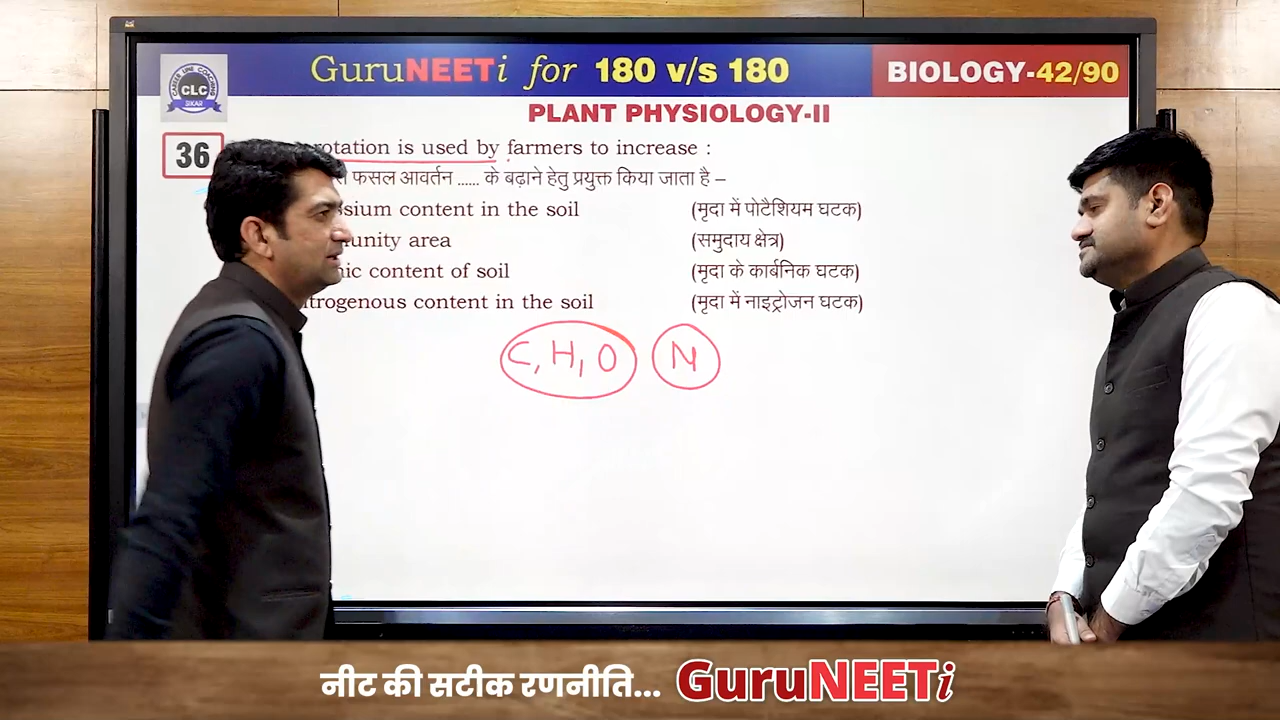 GuruNEETi for 180 v/s 180
BIOLOGY-42/90
CLC
SIKAR
PLANT PHYSIOLOGY-II
36
rotation is used by farmers to increase :
फसल आवर्तन ...... के बढ़ाने हेतु प्रयुक्त किया जाता है –
ssium content in the soil (मृदा में पोटैशियम घटक)
unity area (समुदाय क्षेत्र)
nic content of soil (मृदा के कार्बनिक घटक)
trogenous content in the soil (मृदा में नाइट्रोजन घटक)
C, H, O N
नीट की सटीक रणनीति... GuruNEETi